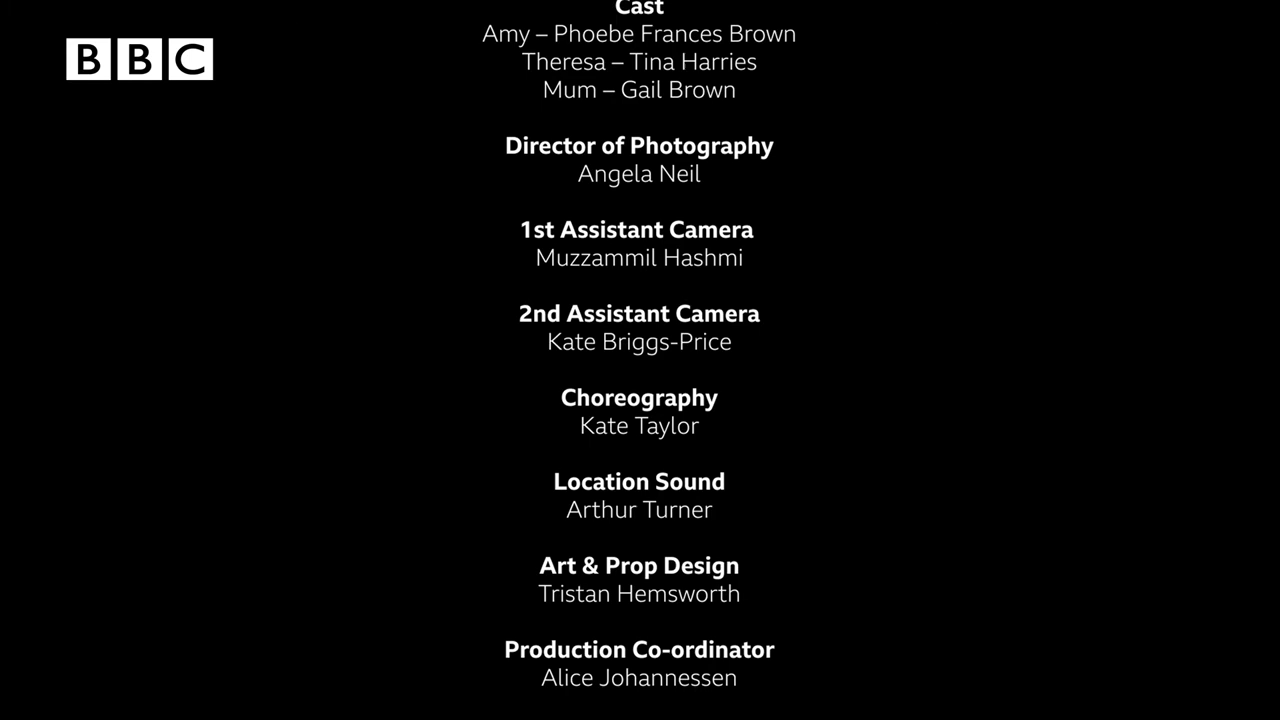 BBC
Cast
Amy – Phoebe Frances Brown
Theresa – Tina Harries
Mum – Gail Brown
Director of Photography
Angela Neil
1st Assistant Camera
Muzzammil Hashmi
2nd Assistant Camera
Kate Briggs-Price
Choreography
Kate Taylor
Location Sound
Arthur Turner
Art & Prop Design
Tristan Hemsworth
Production Co-ordinator
Alice Johannessen